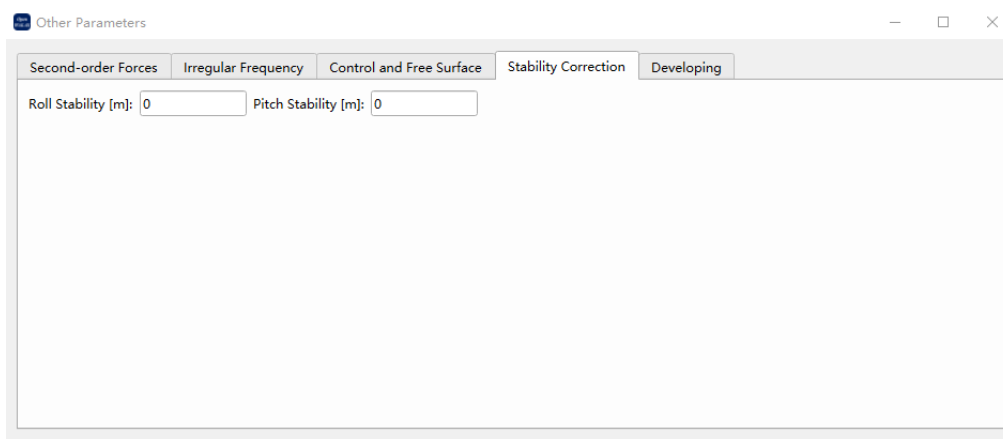 Other Parameters
Second-order Forces Irregular Frequency Control and Free Surface Stability Correction Developing
Roll Stability [m]: 0 Pitch Stability [m]: 0